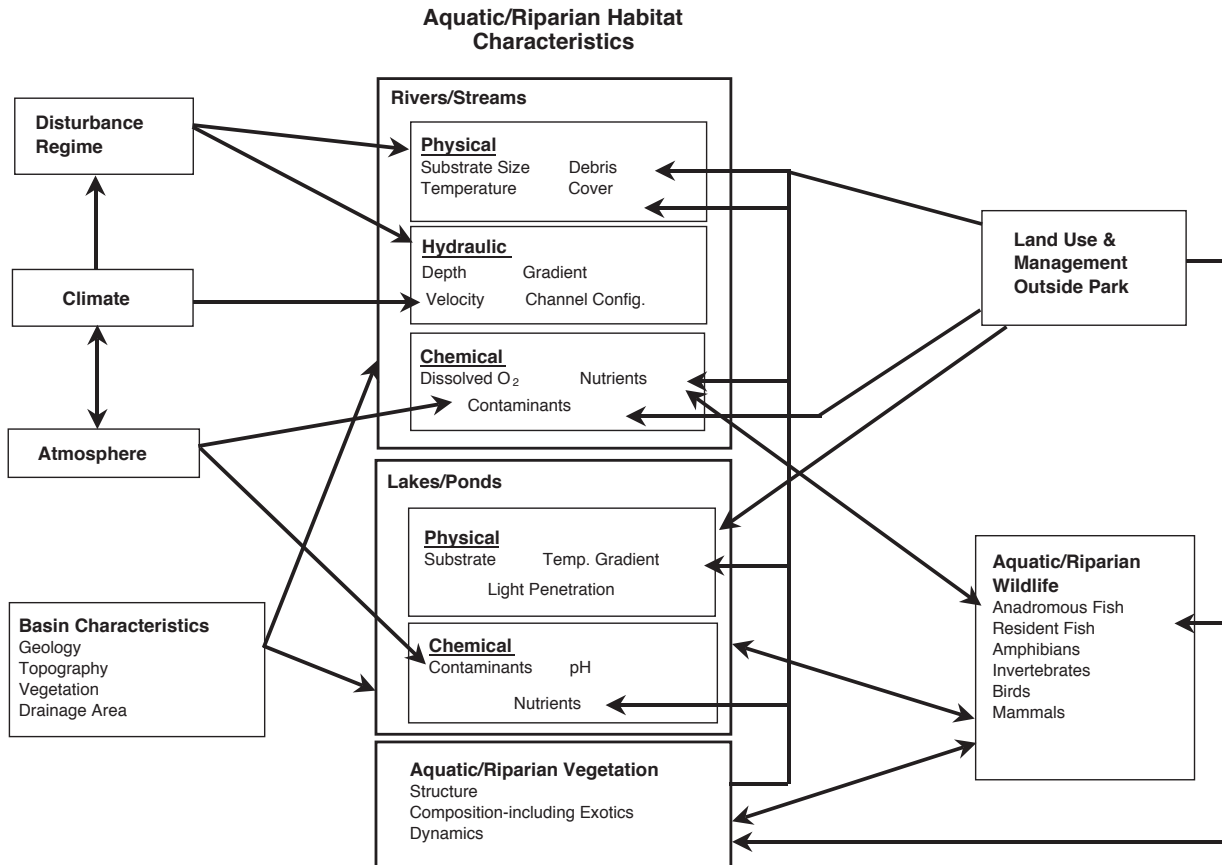 Aquatic/Riparian Habitat
Characteristics
Rivers/Streams
Disturbance
Regime
Physical
Substrate Size Debris
Temperature Cover
Hydraulic
Depth Gradient
Velocity Channel Config.
Climate
Chemical
Dissolved O₂ Nutrients
Contaminants
Atmosphere
Land Use &
Management
Outside Park
Lakes/Ponds
Physical
Substrate Temp. Gradient
Light Penetration
Chemical
Contaminants pH
Nutrients
Basin Characteristics
Geology
Topography
Vegetation
Drainage Area
Aquatic/Riparian
Wildlife
Anadromous Fish
Resident Fish
Amphibians
Invertebrates
Birds
Mammals
Aquatic/Riparian Vegetation
Structure
Composition-including Exotics
Dynamics